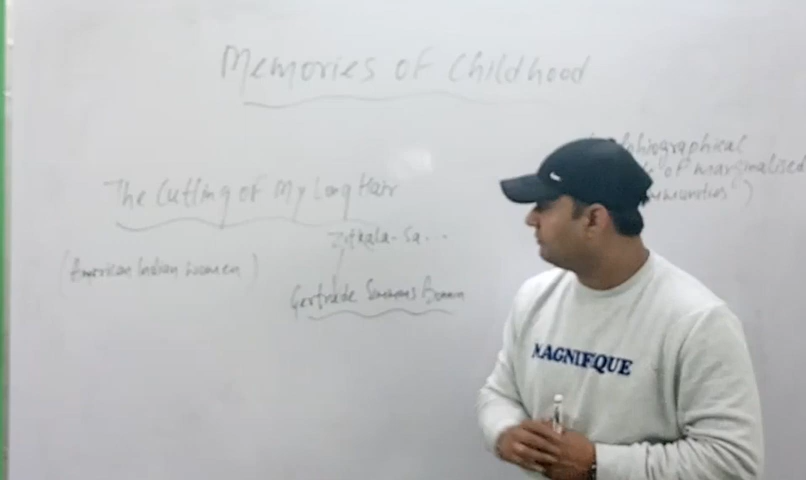 Memories of Childhood
biographical
of marginalised
The Cutting of My Long Hair
Zitkala-Sa..
(American Indian women)
Gertrude Simmons Bonnin
MAGNIFIQUE